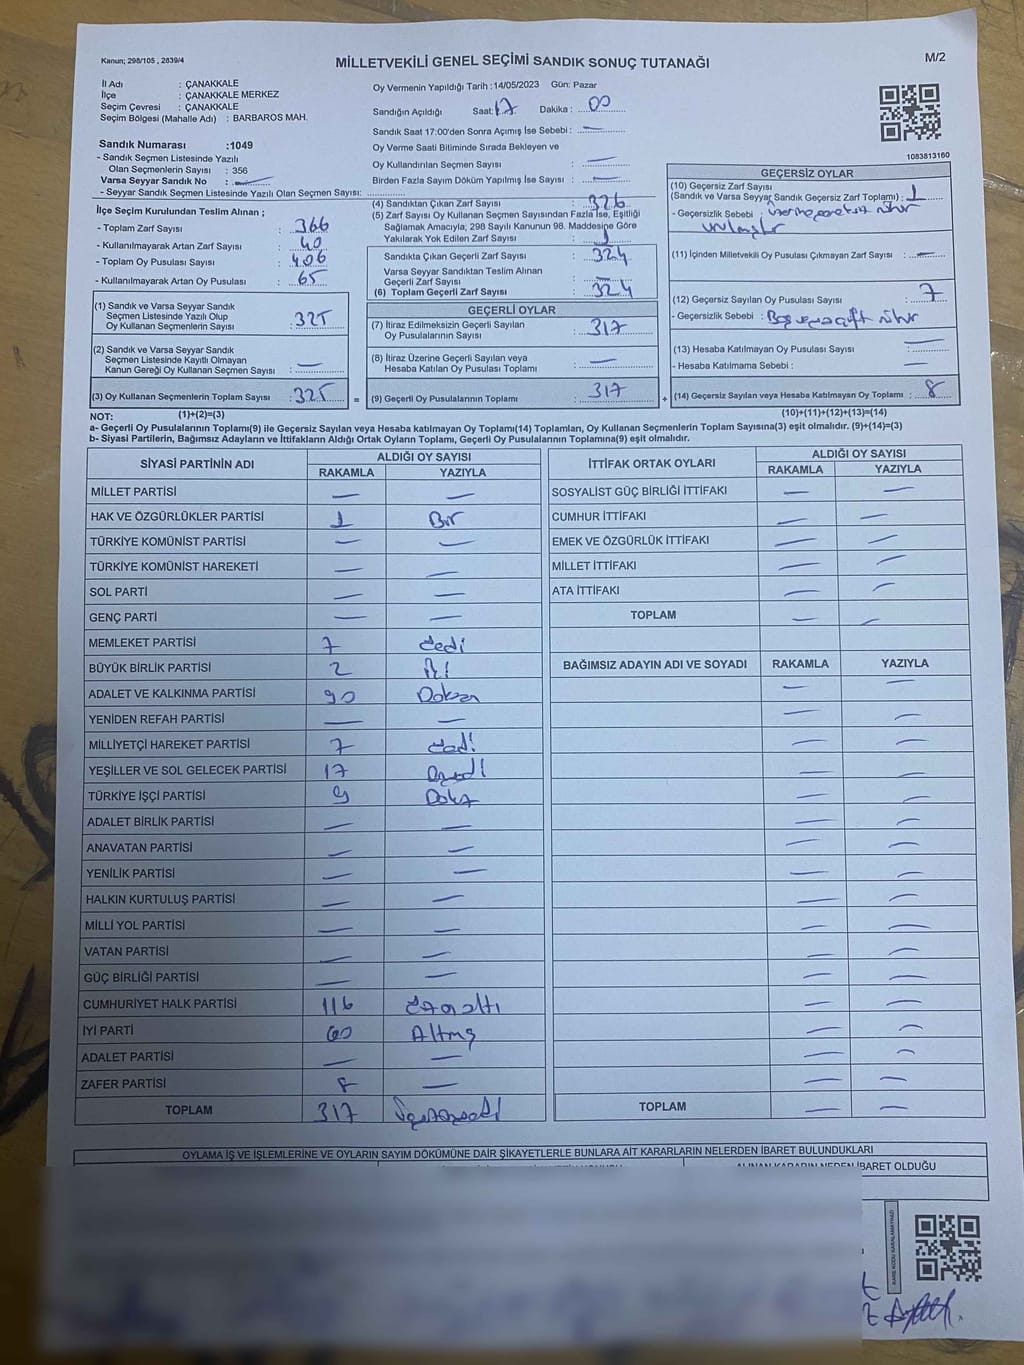 Kanun; 298/105 , 2839/4
MİLLETVEKİLİ GENEL SEÇİMİ SANDIK SONUÇ TUTANAĞI
M/2
İl Adı : ÇANAKKALE
İlçe : ÇANAKKALE MERKEZ
Seçim Çevresi : ÇANAKKALE
Seçim Bölgesi (Mahalle Adı) : BARBAROS MAH.
Sandık Numarası :1049
- Sandık Seçmen Listesinde Yazılı
Olan Seçmenlerin Sayısı : 356
Varsa Seyyar Sandık No : —
- Seyyar Sandık Seçmen Listesinde Yazılı Olan Seçmen Sayısı:
İlçe Seçim Kurulundan Teslim Alınan ;
- Toplam Zarf Sayısı : 366
- Kullanılmayarak Artan Zarf Sayısı : 40
- Toplam Oy Pusulası Sayısı : 406
- Kullanılmayarak Artan Oy Pusulası : 65
(1) Sandık ve Varsa Seyyar Sandık
Seçmen Listesinde Yazılı Olup
Oy Kullanan Seçmenlerin Sayısı : 325
(2) Sandık ve Varsa Seyyar Sandık
Seçmen Listesinde Kayıtlı Olmayan
Kanun Gereği Oy Kullanan Seçmen Sayısı : —
(3) Oy Kullanan Seçmenlerin Toplam Sayısı : 325 =
Oy Vermenin Yapıldığı Tarih :14/05/2023 Gün: Pazar
Sandığın Açıldığı Saat: 17 Dakika : 00
Sandık Saat 17:00'den Sonra Açımış İse Sebebi : —
Oy Verme Saati Bitiminde Sırada Bekleyen ve
Oy Kullandırılan Seçmen Sayısı : —
Birden Fazla Sayım Döküm Yapılmış İse Sayısı : —
(4) Sandıktan Çıkan Zarf Sayısı : 326
(5) Zarf Sayısı Oy Kullanan Seçmen Sayısından Fazla İse, Eşitliği
Sağlamak Amacıyla, 298 Sayılı Kanunun 98. Maddesine Göre
Yakılarak Yok Edilen Zarf Sayısı : 1
Sandıkta Çıkan Geçerli Zarf Sayısı : 324
Varsa Seyyar Sandıktan Teslim Alınan
Geçerli Zarf Sayısı : —
(6) Toplam Geçerli Zarf Sayısı : 324
GEÇERLİ OYLAR
(7) İtiraz Edilmeksizin Geçerli Sayılan
Oy Pusulalarının Sayısı : 317
(8) İtiraz Üzerine Geçerli Sayılan veya
Hesaba Katılan Oy Pusulası Toplamı : —
(9) Geçerli Oy Pusulalarının Toplamı : 317 +
1083813160
GEÇERSİZ OYLAR
(10) Geçersiz Zarf Sayısı
(Sandık ve Varsa Seyyar Sandık Geçersiz Zarf Toplamı) : 1
- Geçersizlik Sebebi :
(11) İçinden Milletvekili Oy Pusulası Çıkmayan Zarf Sayısı : —
(12) Geçersiz Sayılan Oy Pusulası Sayısı : 7
- Geçersizlik Sebebi : Boş veya çift mühür
(13) Hesaba Katılmayan Oy Pusulası Sayısı : —
- Hesaba Katılmama Sebebi : —
(14) Geçersiz Sayılan veya Hesaba Katılmayan Oy Toplamı : 8
NOT: (1)+(2)=(3) (10)+(11)+(12)+(13)=(14)
a- Geçerli Oy Pusulalarının Toplamı(9) ile Geçersiz Sayılan veya Hesaba katılmayan Oy Toplamı(14) Toplamları, Oy Kullanan Seçmenlerin Toplam Sayısına(3) eşit olmalıdır. (9)+(14)=(3)
b- Siyasi Partilerin, Bağımsız Adayların ve İttifakların Aldığı Ortak Oyların Toplamı, Geçerli Oy Pusulalarının Toplamına(9) eşit olmalıdır.
SİYASİ PARTİNİN ADI ALDIĞI OY SAYISI
RAKAMLA YAZIYLA
MİLLET PARTİSİ — —
HAK VE ÖZGÜRLÜKLER PARTİSİ 1 Bir
TÜRKİYE KOMÜNİST PARTİSİ — —
TÜRKİYE KOMÜNİST HAREKETİ — —
SOL PARTİ — —
GENÇ PARTİ — —
MEMLEKET PARTİSİ 7 Yedi
BÜYÜK BİRLİK PARTİSİ 2 İki
ADALET VE KALKINMA PARTİSİ 90 Doksan
YENİDEN REFAH PARTİSİ — —
MİLLİYETÇİ HAREKET PARTİSİ 7 Yedi
YEŞİLLER VE SOL GELECEK PARTİSİ 17 Onyedi
TÜRKİYE İŞÇİ PARTİSİ 9 Dokuz
ADALET BİRLİK PARTİSİ — —
ANAVATAN PARTİSİ — —
YENİLİK PARTİSİ — —
HALKIN KURTULUŞ PARTİSİ — —
MİLLİ YOL PARTİSİ — —
VATAN PARTİSİ — —
GÜÇ BİRLİĞİ PARTİSİ — —
CUMHURİYET HALK PARTİSİ 116 Yüzonaltı
İYİ PARTİ 60 Altmış
ADALET PARTİSİ — —
ZAFER PARTİSİ 8 —
TOPLAM 317 Üçyüzonyedi
İTTİFAK ORTAK OYLARI ALDIĞI OY SAYISI
RAKAMLA YAZIYLA
SOSYALİST GÜÇ BİRLİĞİ İTTİFAKI — —
CUMHUR İTTİFAKI — —
EMEK VE ÖZGÜRLÜK İTTİFAKI — —
MİLLET İTTİFAKI — —
ATA İTTİFAKI — —
TOPLAM — —
BAĞIMSIZ ADAYIN ADI VE SOYADI RAKAMLA YAZIYLA
TOPLAM — —
OYLAMA İŞ VE İŞLEMLERİNE VE OYLARIN SAYIM DÖKÜMÜNE DAİR ŞİKAYETLERLE BUNLARA AİT KARARLARIN NELERDEN İBARET BULUNDUKLARI
ALINAN KARARIN NEDEN İBARET OLDUĞU
KARE KODU KARALAMAYINIZ!